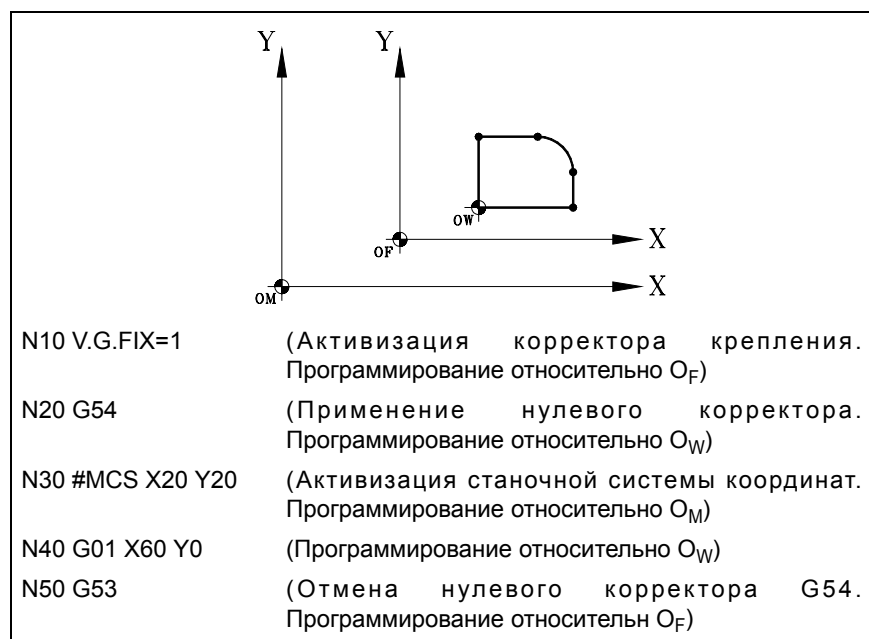 Y Y
OW
X
OF
X
OM
N10 V.G.FIX=1 (Активизация корректора крепления.
Программирование относительно OF)
N20 G54 (Применение нулевого корректора.
Программирование относительно OW)
N30 #MCS X20 Y20 (Активизация станочной системы координат.
Программирование относительно OM)
N40 G01 X60 Y0 (Программирование относительно OW)
N50 G53 (Отмена нулевого корректора G54.
Программирование относительн OF)